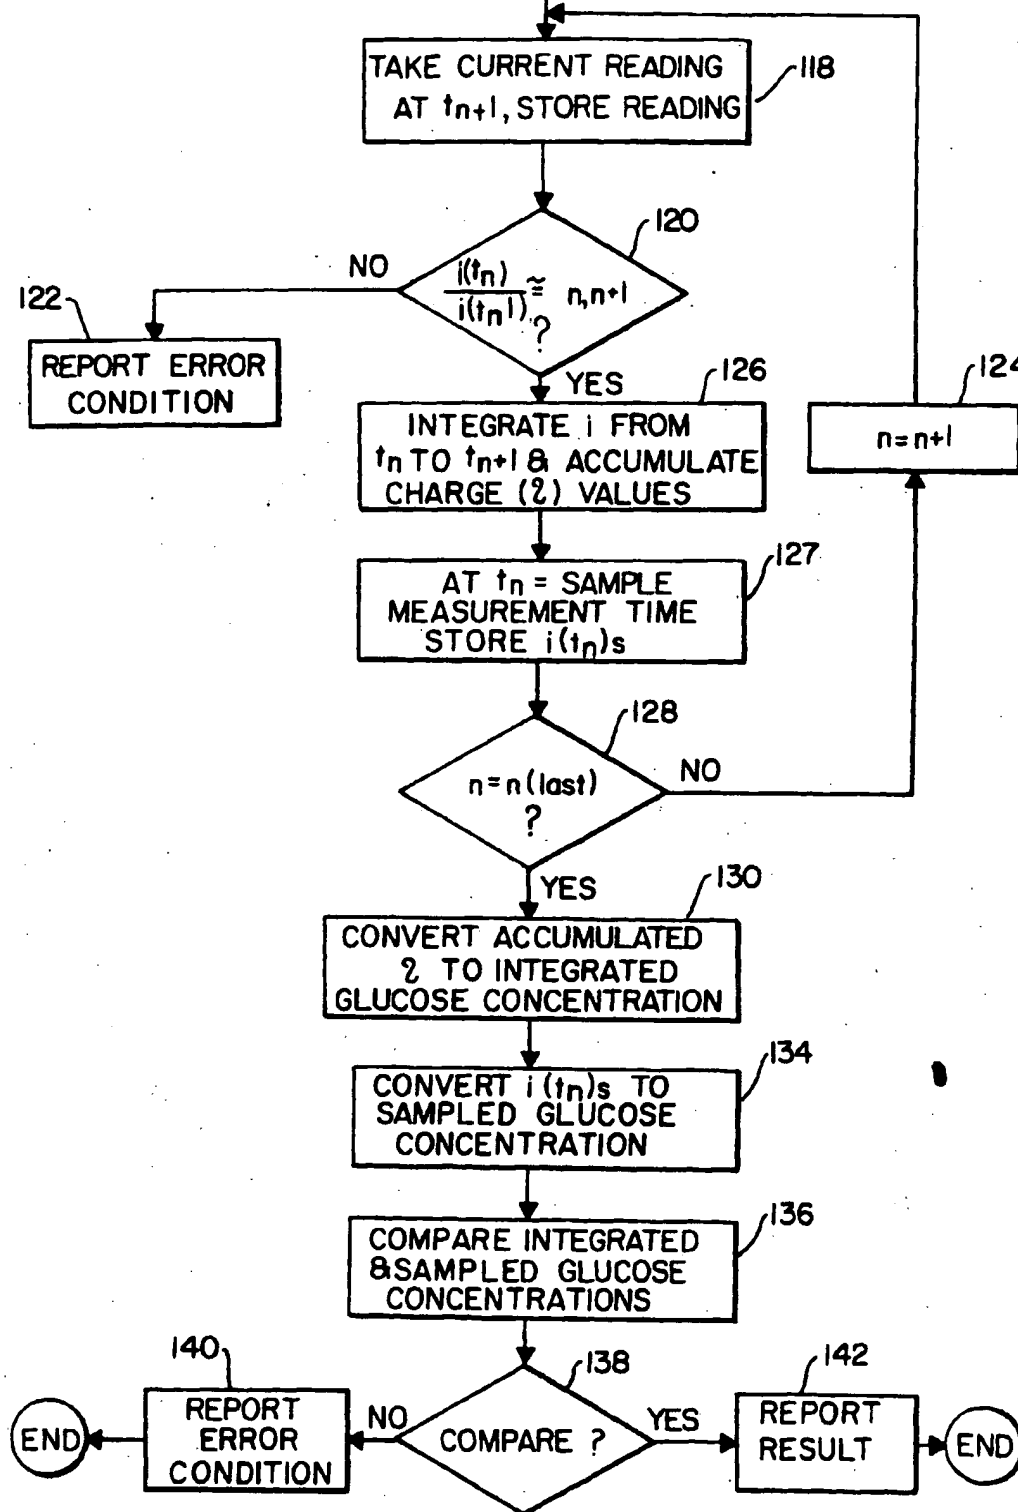 TAKE CURRENT READING
AT tn+1, STORE READING
118
120
i(tn)
i(tn1)
≅ n,n+1
?
NO
122
REPORT ERROR
CONDITION
YES
126
INTEGRATE i FROM
tn TO tn+1 & ACCUMULATE
CHARGE (q) VALUES
124
n=n+1
127
AT tn = SAMPLE
MEASUREMENT TIME
STORE i(tn)s
128
n=n(last)
?
NO
YES
130
CONVERT ACCUMULATED
q TO INTEGRATED
GLUCOSE CONCENTRATION
134
CONVERT i(tn)s TO
SAMPLED GLUCOSE
CONCENTRATION
136
COMPARE INTEGRATED
&SAMPLED GLUCOSE
CONCENTRATIONS
138
COMPARE ?
NO
140
REPORT
ERROR
CONDITION
END
YES
142
REPORT
RESULT
END